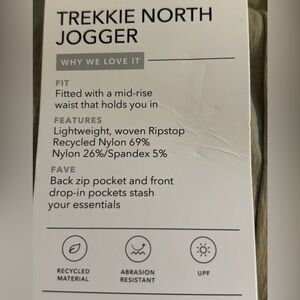 TREKKIE NORTH
JOGGER
WHY WE LOVE IT
FIT
Fitted with a mid-rise
waist that holds you in
FEATURES
Lightweight, woven Ripstop
Recycled Nylon 69%
Nylon 26%/Spandex 5%
FAVE
Back zip pocket and front
drop-in pockets stash
your essentials
RECYCLED
MATERIAL
ABRASION
RESISTANT
UPF